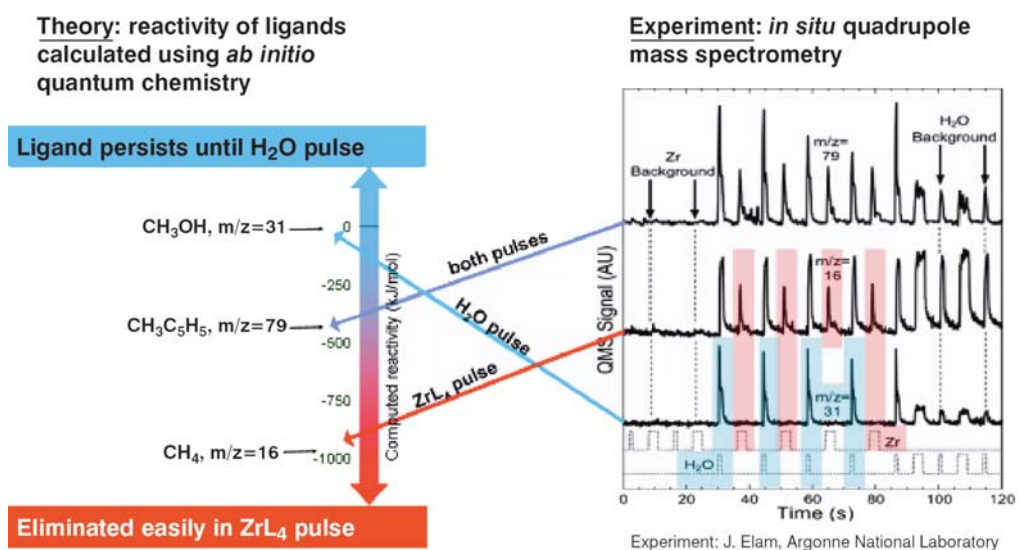 Theory: reactivity of ligands
calculated using ab initio
quantum chemistry
Ligand persists until H₂O pulse
CH₃OH, m/z=31
CH₃C₅H₅, m/z=79
CH₄, m/z=16
0
-250
-500
-750
-1000
Computed reactivity (kJ/mol)
Eliminated easily in ZrL₄ pulse
both pulses
H₂O pulse
ZrL₄ pulse
Experiment: in situ quadrupole
mass spectrometry
QMS Signal (AU)
Zr
Background
m/z=
79
H₂O
Background
m/z=
16
m/z=
31
Zr
H₂O
0 20 40 60 80 100 120
Time (s)
Experiment: J. Elam, Argonne National Laboratory